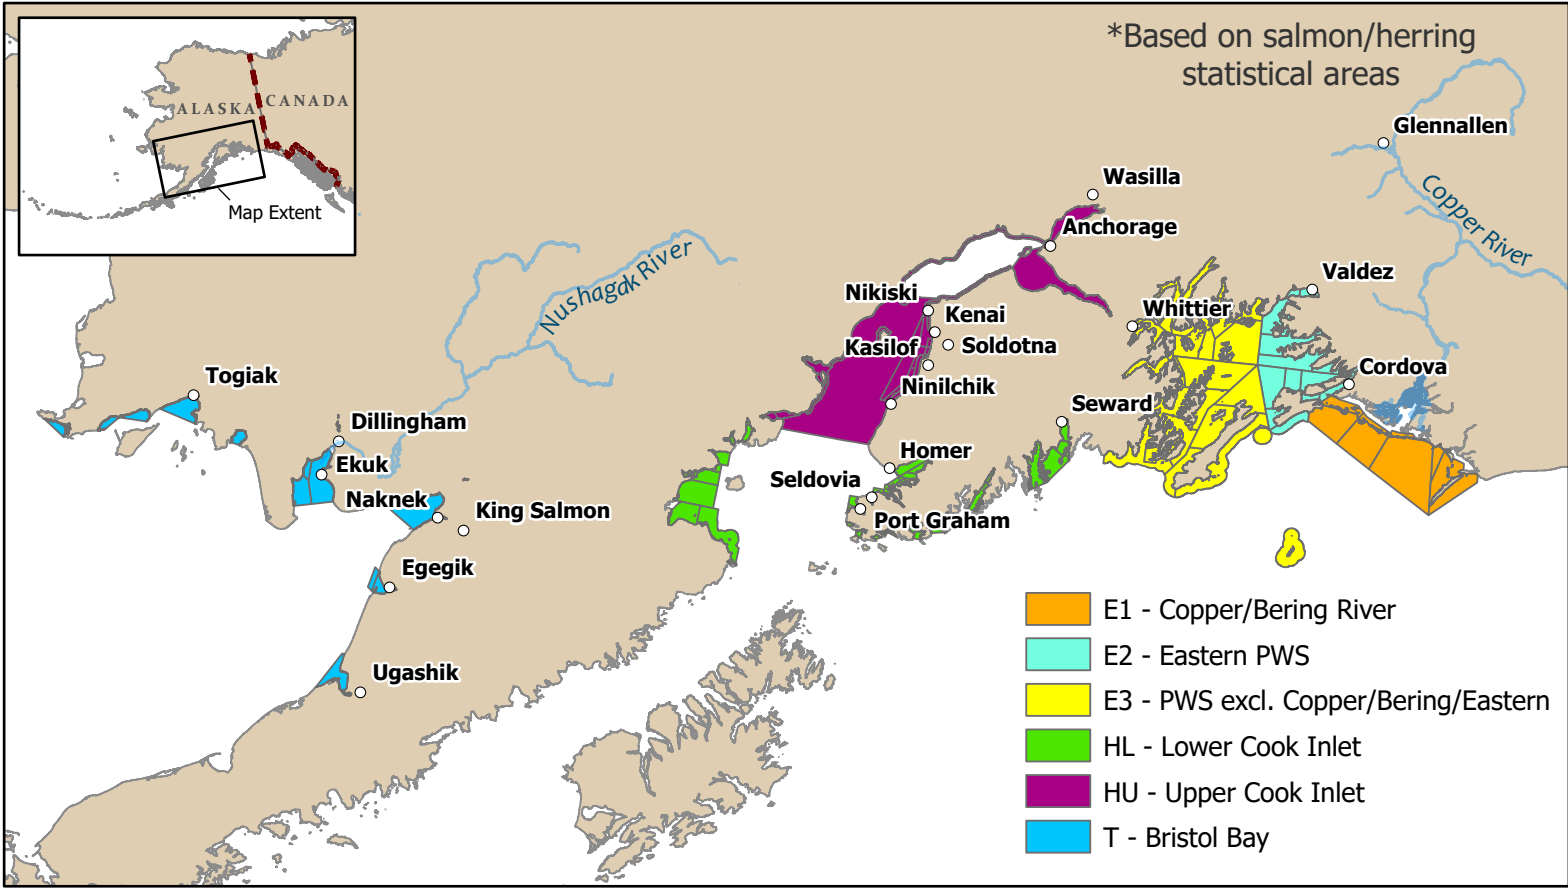 *Based on salmon/herring
statistical areas
ALASKA
CANADA
Map Extent
Glennallen
Copper River
Wasilla
Anchorage
Valdez
Nushagak River
Nikiski
Kenai
Whittier
Kasilof
Soldotna
Togiak
Ninilchik
Cordova
Dillingham
Seward
Ekuk
Homer
Seldovia
Naknek
King Salmon
Port Graham
Egegik
Ugashik
E1 - Copper/Bering River
E2 - Eastern PWS
E3 - PWS excl. Copper/Bering/Eastern
HL - Lower Cook Inlet
HU - Upper Cook Inlet
T - Bristol Bay